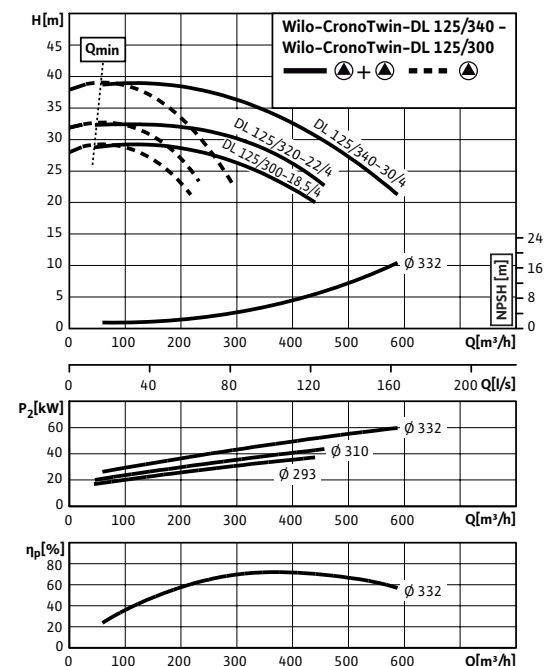 H[m]
Wilo-CronoTwin-DL 125/340 –
Wilo-CronoTwin-DL 125/300
+
Qmin
45
40
35
30
25
20
15
10
5
0
DL 125/340-30/4
DL 125/320-22/4
DL 125/300-18,5/4
Ø 332
NPSH [m]
24
16
8
0
0 100 200 300 400 500 600 Q[m³/h]
0 40 80 120 160 200 Q[l/s]
P₂[kW]
60
40
20
0
Ø 332
Ø 310
Ø 293
0 100 200 300 400 500 600 Q[m³/h]
ηp[%]
80
60
40
20
0
Ø 332
0 100 200 300 400 500 600 Q[m³/h]